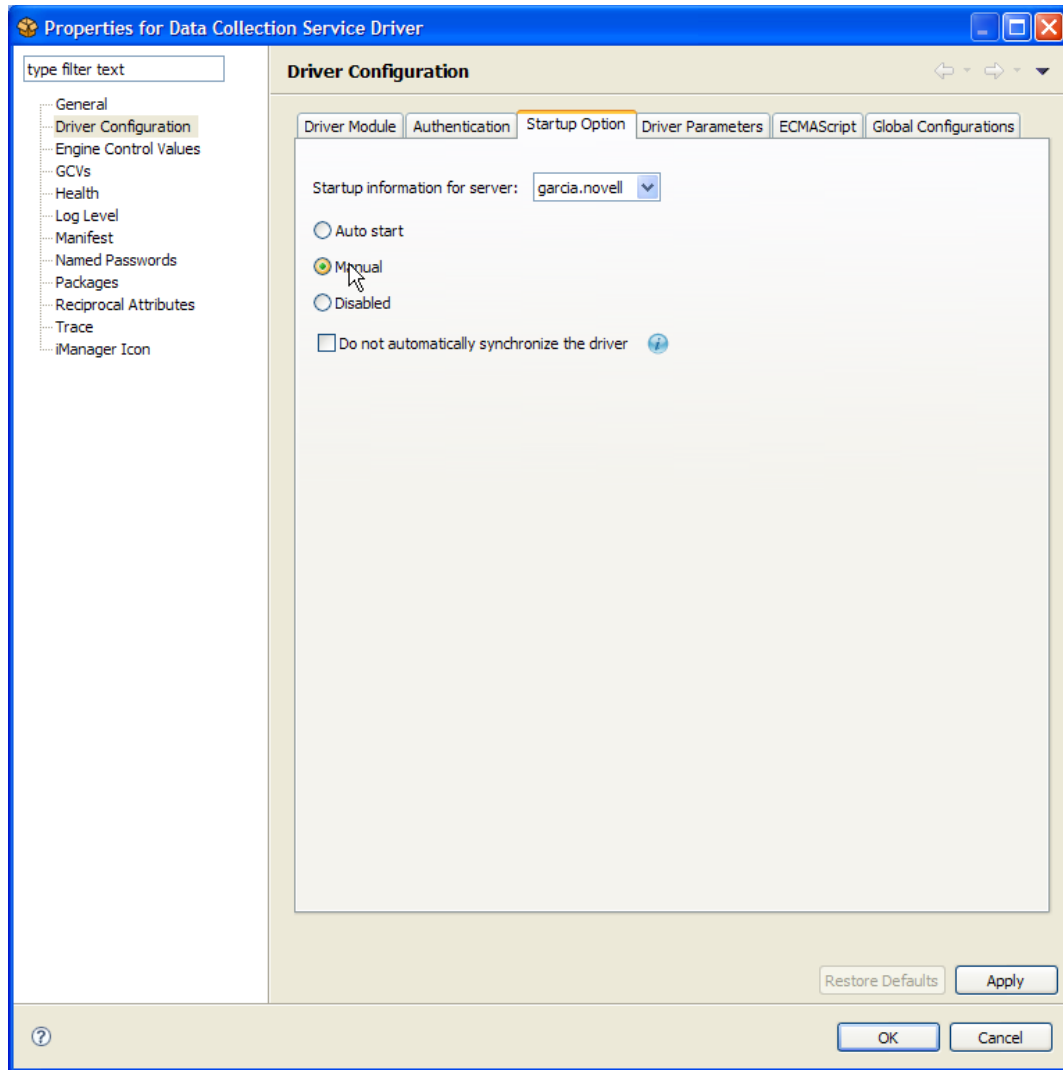 Properties for Data Collection Service Driver
type filter text
General
Driver Configuration
Engine Control Values
GCVs
Health
Log Level
Manifest
Named Passwords
Packages
Reciprocal Attributes
Trace
iManager Icon
Driver Configuration
Driver Module Authentication Startup Option Driver Parameters ECMAScript Global Configurations
Startup information for server: garcia.novell
Auto start
Manual
Disabled
Do not automatically synchronize the driver
Restore Defaults Apply
OK Cancel